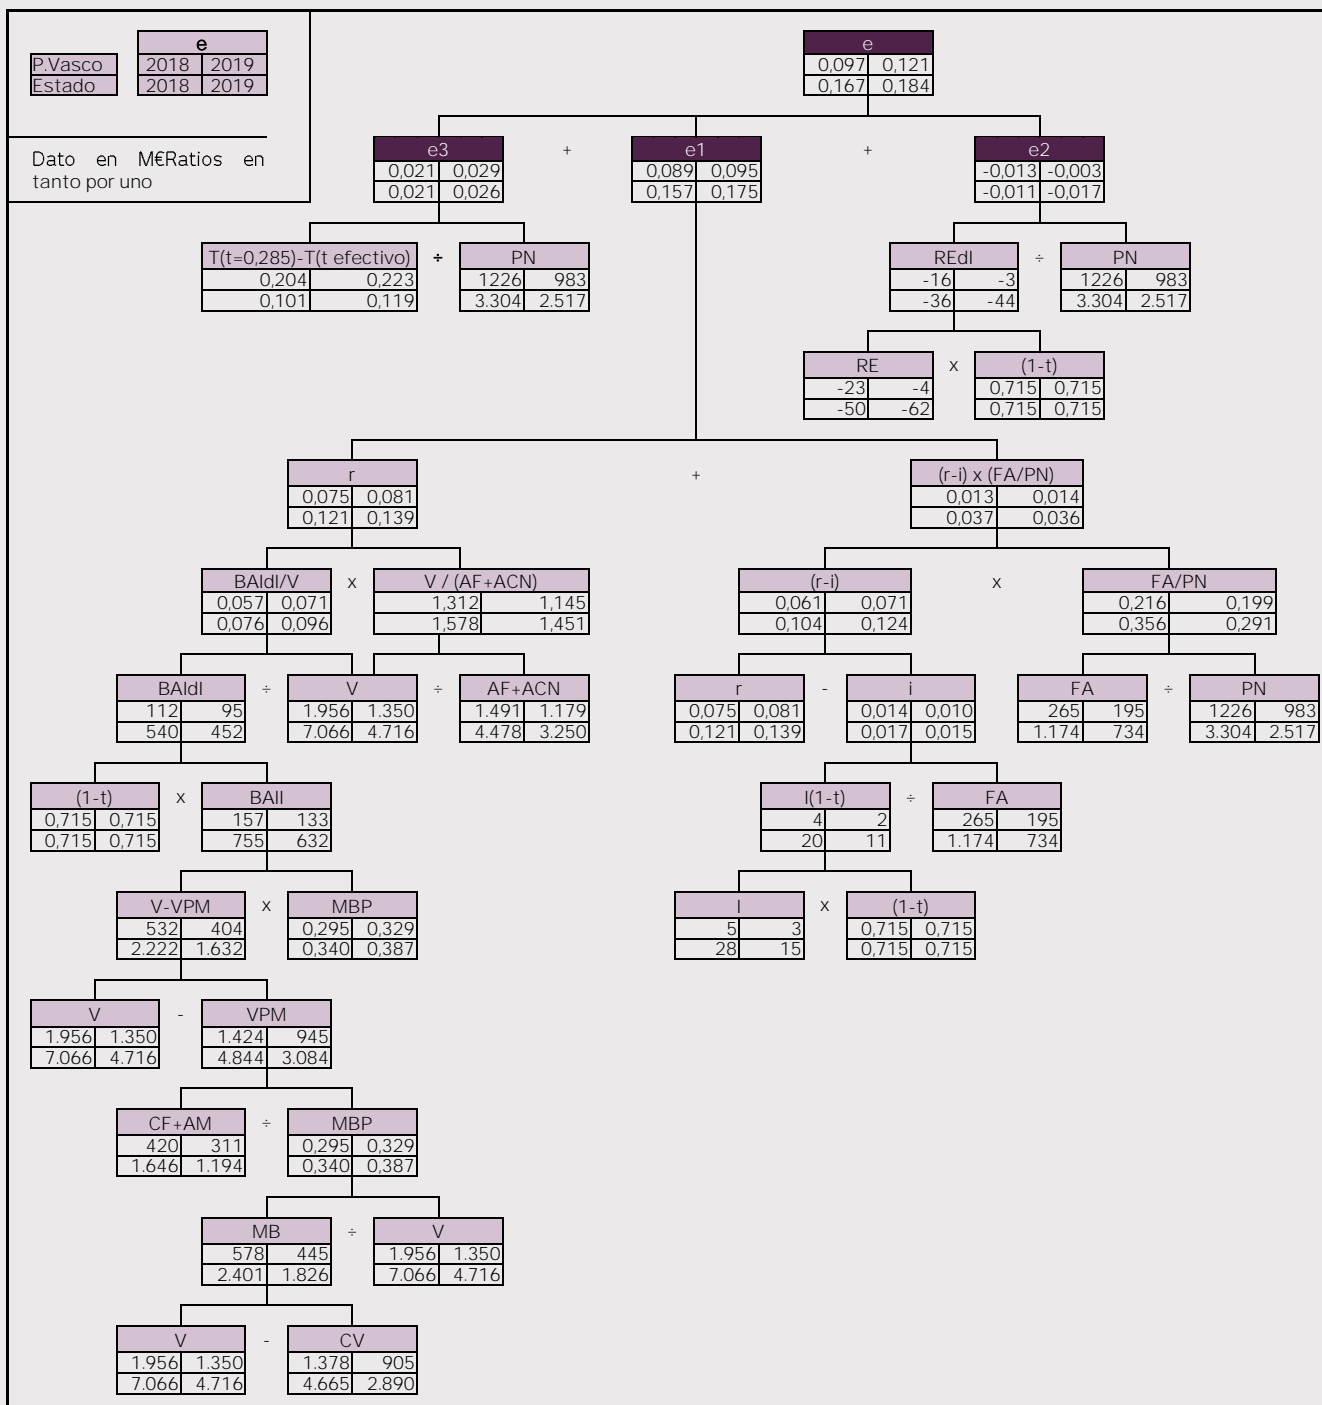 e
P.Vasco 2018 2019
Estado 2018 2019
Dato en M€Ratios en
tanto por uno
e
0,097 0,121
0,167 0,184
e3 + e1 + e2
0,021 0,029 0,089 0,095 -0,013 -0,003
0,021 0,026 0,157 0,175 -0,011 -0,017
T(t=0,285)-T(t efectivo) ÷ PN REdI ÷ PN
0,204 0,223 1226 983 -16 -3 1226 983
0,101 0,119 3.304 2.517 -36 -44 3.304 2.517
RE x (1-t)
-23 -4 0,715 0,715
-50 -62 0,715 0,715
r + (r-i) x (FA/PN)
0,075 0,081 0,013 0,014
0,121 0,139 0,037 0,036
BAIdI/V x V / (AF+ACN) (r-i) x FA/PN
0,057 0,071 1,312 1,145 0,061 0,071 0,216 0,199
0,076 0,096 1,578 1,451 0,104 0,124 0,356 0,291
BAIdI ÷ V ÷ AF+ACN r - i FA ÷ PN
112 95 1.956 1.350 1.491 1.179 0,075 0,081 0,014 0,010 265 195 1226 983
540 452 7.066 4.716 4.478 3.250 0,121 0,139 0,017 0,015 1.174 734 3.304 2.517
(1-t) x BAII I(1-t) ÷ FA
0,715 0,715 157 133 4 2 265 195
0,715 0,715 755 632 20 11 1.174 734
V-VPM x MBP I x (1-t)
532 404 0,295 0,329 5 3 0,715 0,715
2.222 1.632 0,340 0,387 28 15 0,715 0,715
V - VPM
1.956 1.350 1.424 945
7.066 4.716 4.844 3.084
CF+AM ÷ MBP
420 311 0,295 0,329
1.646 1.194 0,340 0,387
MB ÷ V
578 445 1.956 1.350
2.401 1.826 7.066 4.716
V - CV
1.956 1.350 1.378 905
7.066 4.716 4.665 2.890